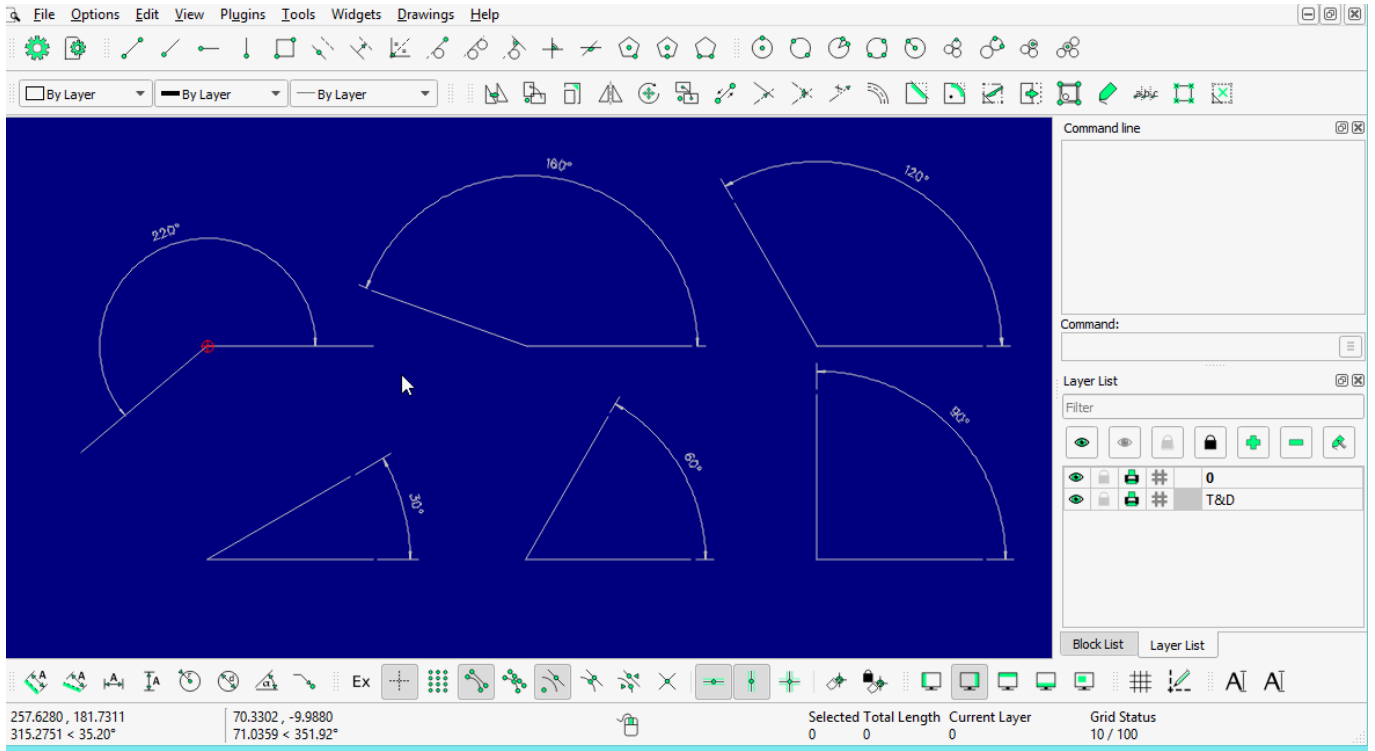 File Options Edit View Plugins Tools Widgets Drawings Help
By Layer By Layer By Layer
abc
Command line
160°
120°
220°
Command:
Layer List
Filter
90°
60°
30°
0
T&D
Block List Layer List
A A A A d α Ex A A
257.6280 , 181.7311 70.3302 , -9.9880 Selected Total Length Current Layer Grid Status
315.2751 < 35.20° 71.0359 < 351.92° 0 0 0 10 / 100